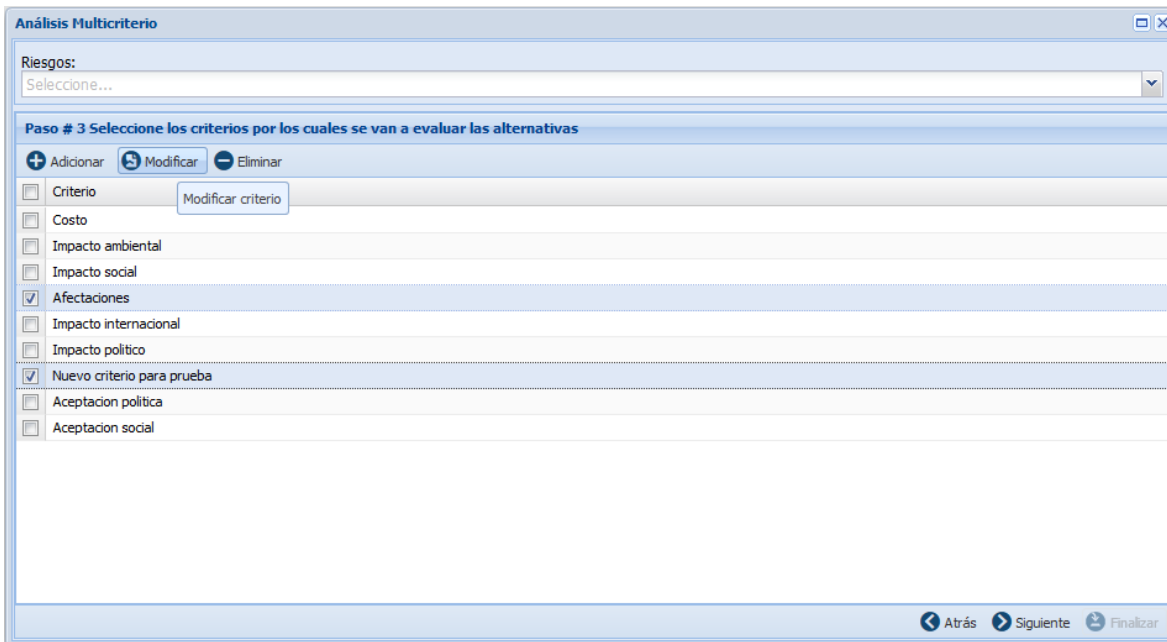 Análisis Multicriterio
Riesgos:
Seleccione...
Paso # 3 Seleccione los criterios por los cuales se van a evaluar las alternativas
Adicionar Modificar Eliminar
Criterio
Modificar criterio
Costo
Impacto ambiental
Impacto social
Afectaciones
Impacto internacional
Impacto politico
Nuevo criterio para prueba
Aceptacion politica
Aceptacion social
Atrás Siguiente Finalizar